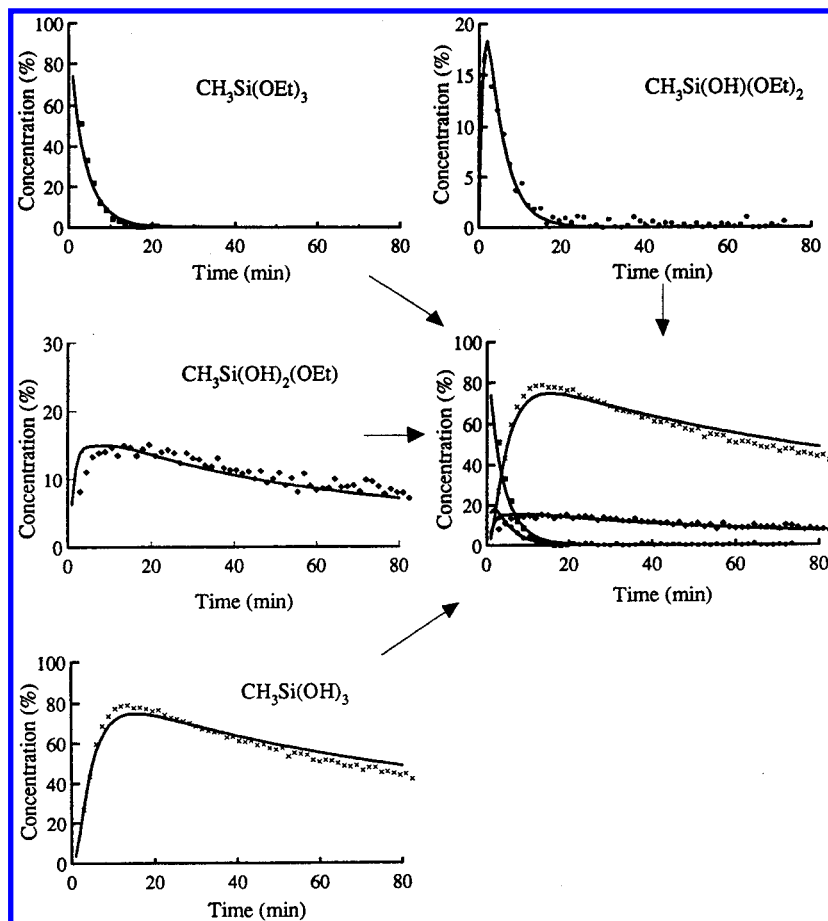 Concentration (%)
100
80
60
40
20
0
CH₃Si(OEt)₃
0 20 40 60 80
Time (min)
Concentration (%)
20
15
10
5
0
CH₃Si(OH)(OEt)₂
0 20 40 60 80
Time (min)
Concentration (%)
30
20
10
0
CH₃Si(OH)₂(OEt)
0 20 40 60 80
Time (min)
Concentration (%)
100
80
60
40
20
0
0 20 40 60 80
Time (min)
Concentration (%)
100
80
60
40
20
0
CH₃Si(OH)₃
0 20 40 60 80
Time (min)